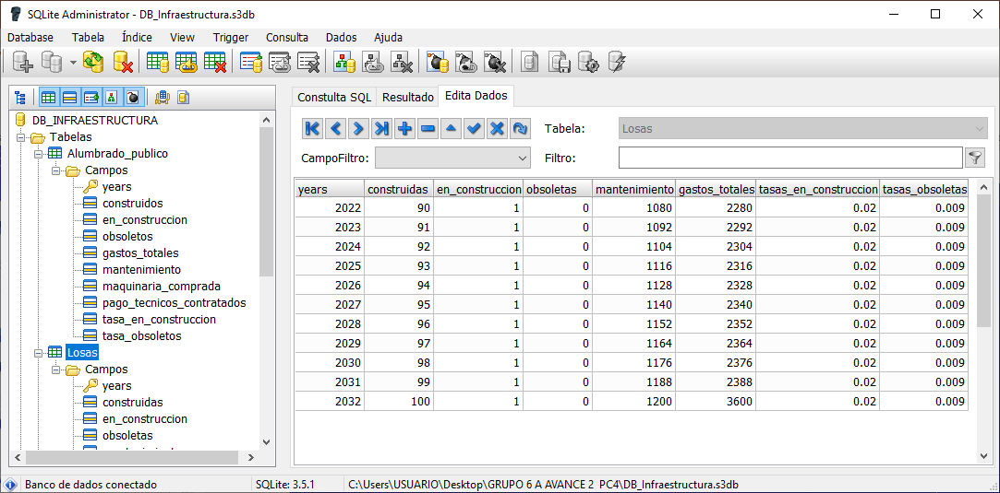 SQLite Administrator - DB_Infraestructura.s3db
Database Tabela Índice View Trigger Consulta Dados Ajuda
Constulta SQL Resultado Edita Dados
DB_INFRAESTRUCTURA
Tabelas
Alumbrado_publico
Campos
years
construidos
en_construccion
obsoletos
gastos_totales
mantenimiento
maquinaria_comprada
pago_tecnicos_contratados
tasa_en_construccion
tasa_obsoletos
Losas
Campos
years
construidas
en_construccion
obsoletas
Tabela: Losas
CampoFiltro: Filtro:
years construidas en_construccion obsoletas mantenimiento gastos_totales tasas_en_construccion tasas_obsoletas
2022 90 1 0 1080 2280 0.02 0.009
2023 91 1 0 1092 2292 0.02 0.009
2024 92 1 0 1104 2304 0.02 0.009
2025 93 1 0 1116 2316 0.02 0.009
2026 94 1 0 1128 2328 0.02 0.009
2027 95 1 0 1140 2340 0.02 0.009
2028 96 1 0 1152 2352 0.02 0.009
2029 97 1 0 1164 2364 0.02 0.009
2030 98 1 0 1176 2376 0.02 0.009
2031 99 1 0 1188 2388 0.02 0.009
2032 100 1 0 1200 3600 0.02 0.009
Banco de dados conectado SQLite: 3.5.1 C:\Users\USUARIO\Desktop\GRUPO 6 A AVANCE 2 PC4\DB_Infraestructura.s3db